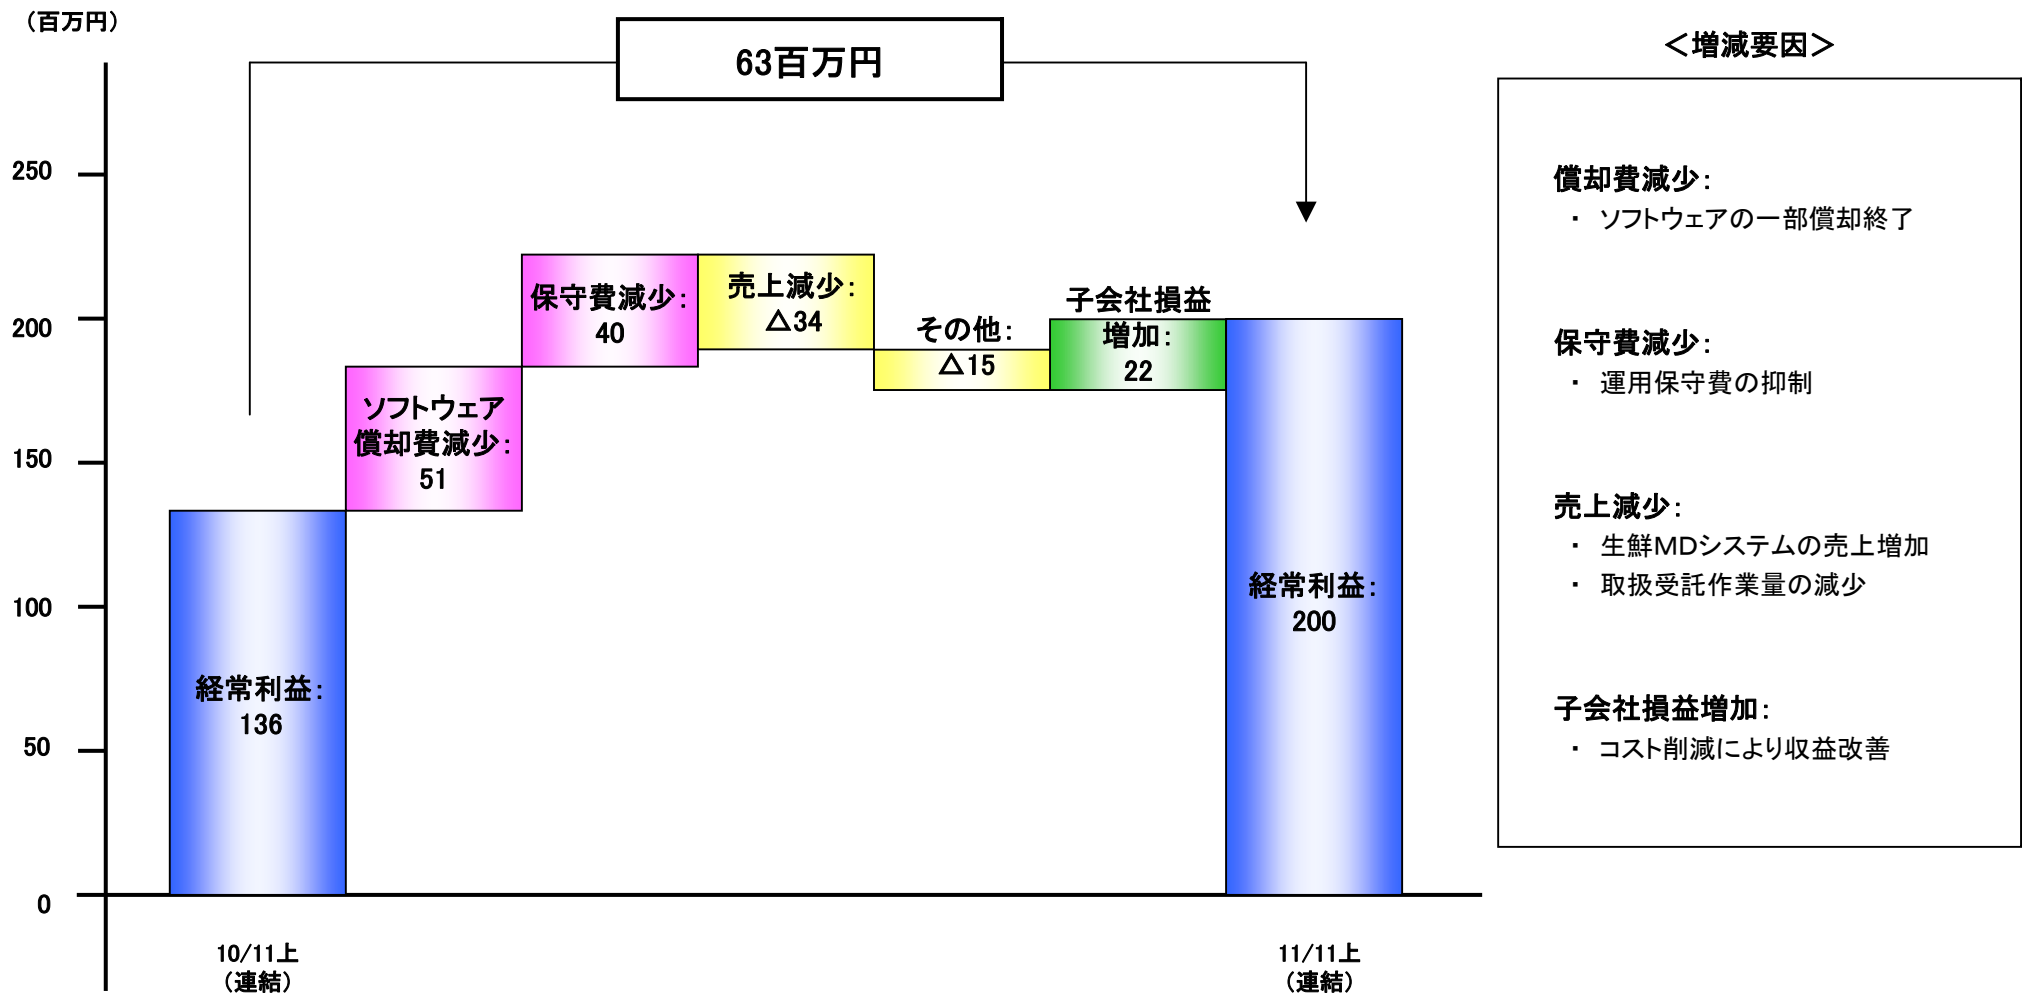 （百万円）
63百万円
250
200
150
100
50
0
経常利益：
136
ソフトウェア
償却費減少：
51
保守費減少：
40
売上減少：
△34
その他：
△15
子会社損益
増加：
22
経常利益：
200
10/11上
（連結）
11/11上
（連結）
＜増減要因＞
償却費減少：
・ ソフトウェアの一部償却終了
保守費減少：
・ 運用保守費の抑制
売上減少：
・ 生鮮MDシステムの売上増加
・ 取扱受託作業量の減少
子会社損益増加：
・ コスト削減により収益改善